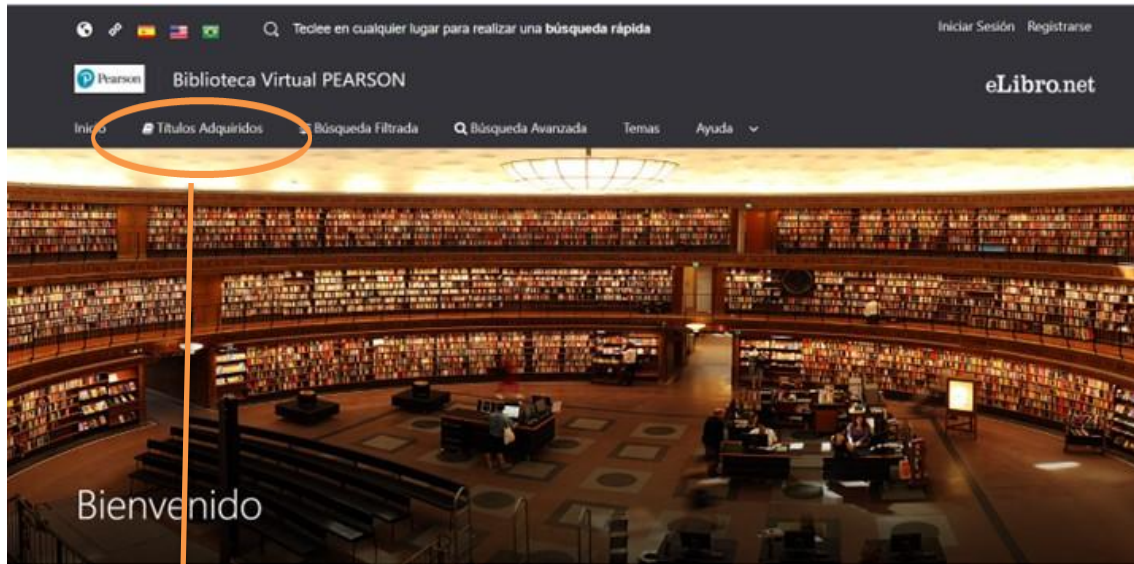 Teclee en cualquier lugar para realizar una búsqueda rápida
Iniciar Sesión Registrarse
Pearson Biblioteca Virtual PEARSON
eLibro.net
Inicio Títulos Adquiridos Búsqueda Filtrada Búsqueda Avanzada Temas Ayuda
Bienvenido